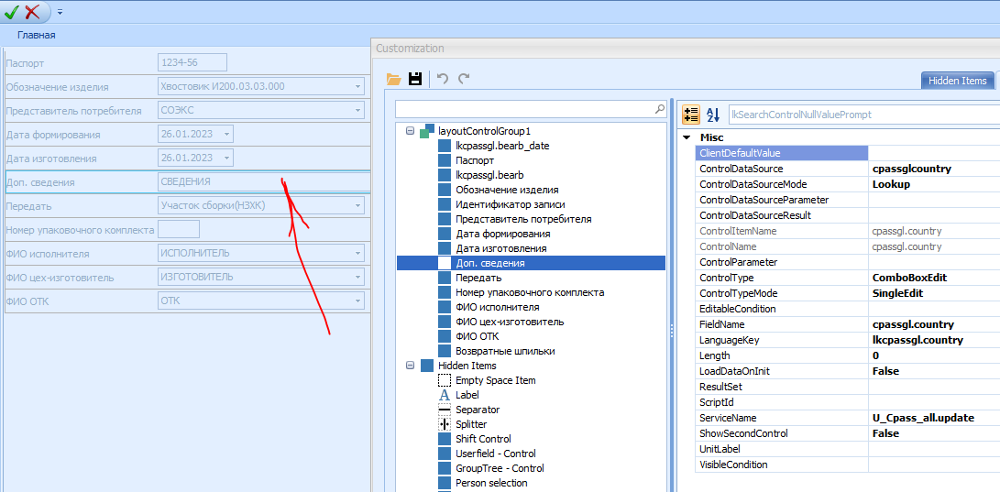 Главная
Customization
Паспорт 1234-56
Обозначение изделия Хвостовик И200.03.03.000
Представитель потребителя СОЭКС
Дата формирования 26.01.2023
Дата изготовления 26.01.2023
Доп. сведения СВЕДЕНИЯ
Передать Участок сборки(НЗХК)
Номер упаковочного комплекта
ФИО исполнителя ИСПОЛНИТЕЛЬ
ФИО цех-изготовитель ИЗГОТОВИТЕЛЬ
ФИО ОТК ОТК
Hidden Items
layoutControlGroup1
lkcpassgl.bearb_date
Паспорт
lkcpassgl.bearb
Обозначение изделия
Идентификатор записи
Представитель потребителя
Дата формирования
Дата изготовления
Доп. сведения
Передать
Номер упаковочного комплекта
ФИО исполнителя
ФИО цех-изготовитель
ФИО ОТК
Возвратные шпильки
Hidden Items
Empty Space Item
A Label
Separator
Splitter
Shift Control
Userfield - Control
GroupTree - Control
Person selection
AZ lkSearchControlNullValuePrompt
Misc
ClientDefaultValue
ControlDataSource cpassglcountry
ControlDataSourceMode Lookup
ControlDataSourceParameter
ControlDataSourceResult
ControlItemName cpassgl.country
ControlName cpassgl.country
ControlParameter
ControlType ComboBoxEdit
ControlTypeMode SingleEdit
EditableCondition
FieldName cpassgl.country
LanguageKey lkcpassgl.country
Length 0
LoadDataOnInit False
ResultSet
ScriptId
ServiceName U_Cpass_all.update
ShowSecondControl False
UnitLabel
VisibleCondition